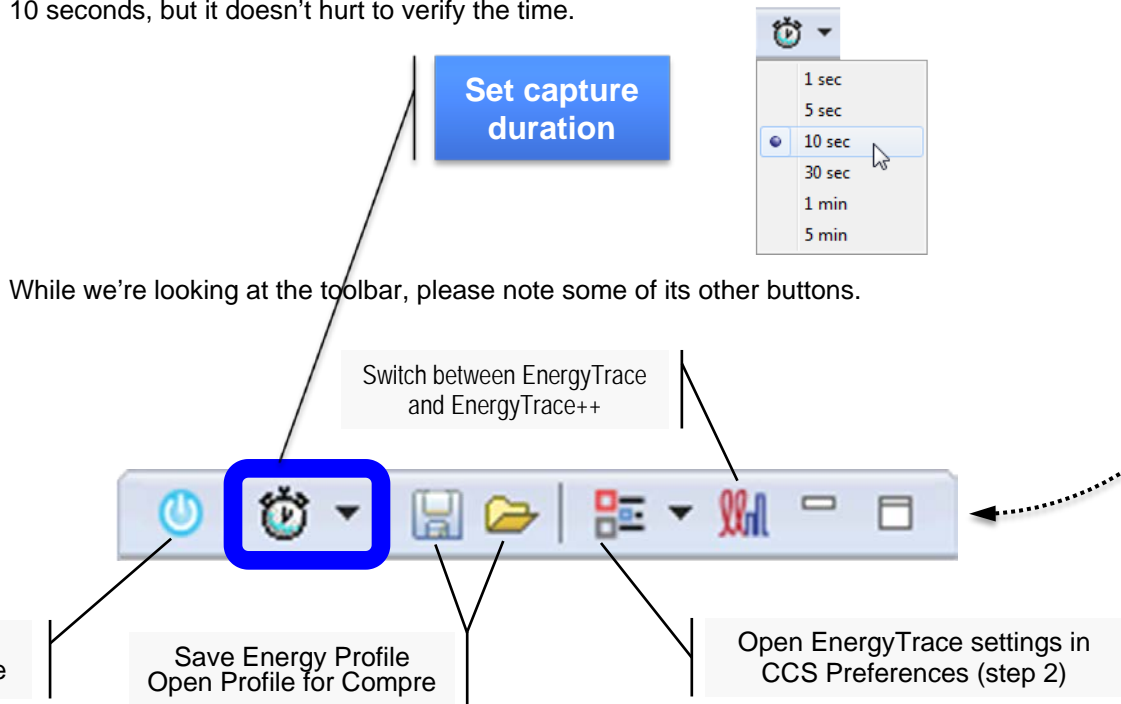 10 seconds, but it doesn't hurt to verify the time.
Set capture
duration
1 sec
5 sec
10 sec
30 sec
1 min
5 min
While we're looking at the toolbar, please note some of its other buttons.
Switch between EnergyTrace
and EnergyTrace++
e
Save Energy Profile
Open Profile for Compre
Open EnergyTrace settings in
CCS Preferences (step 2)